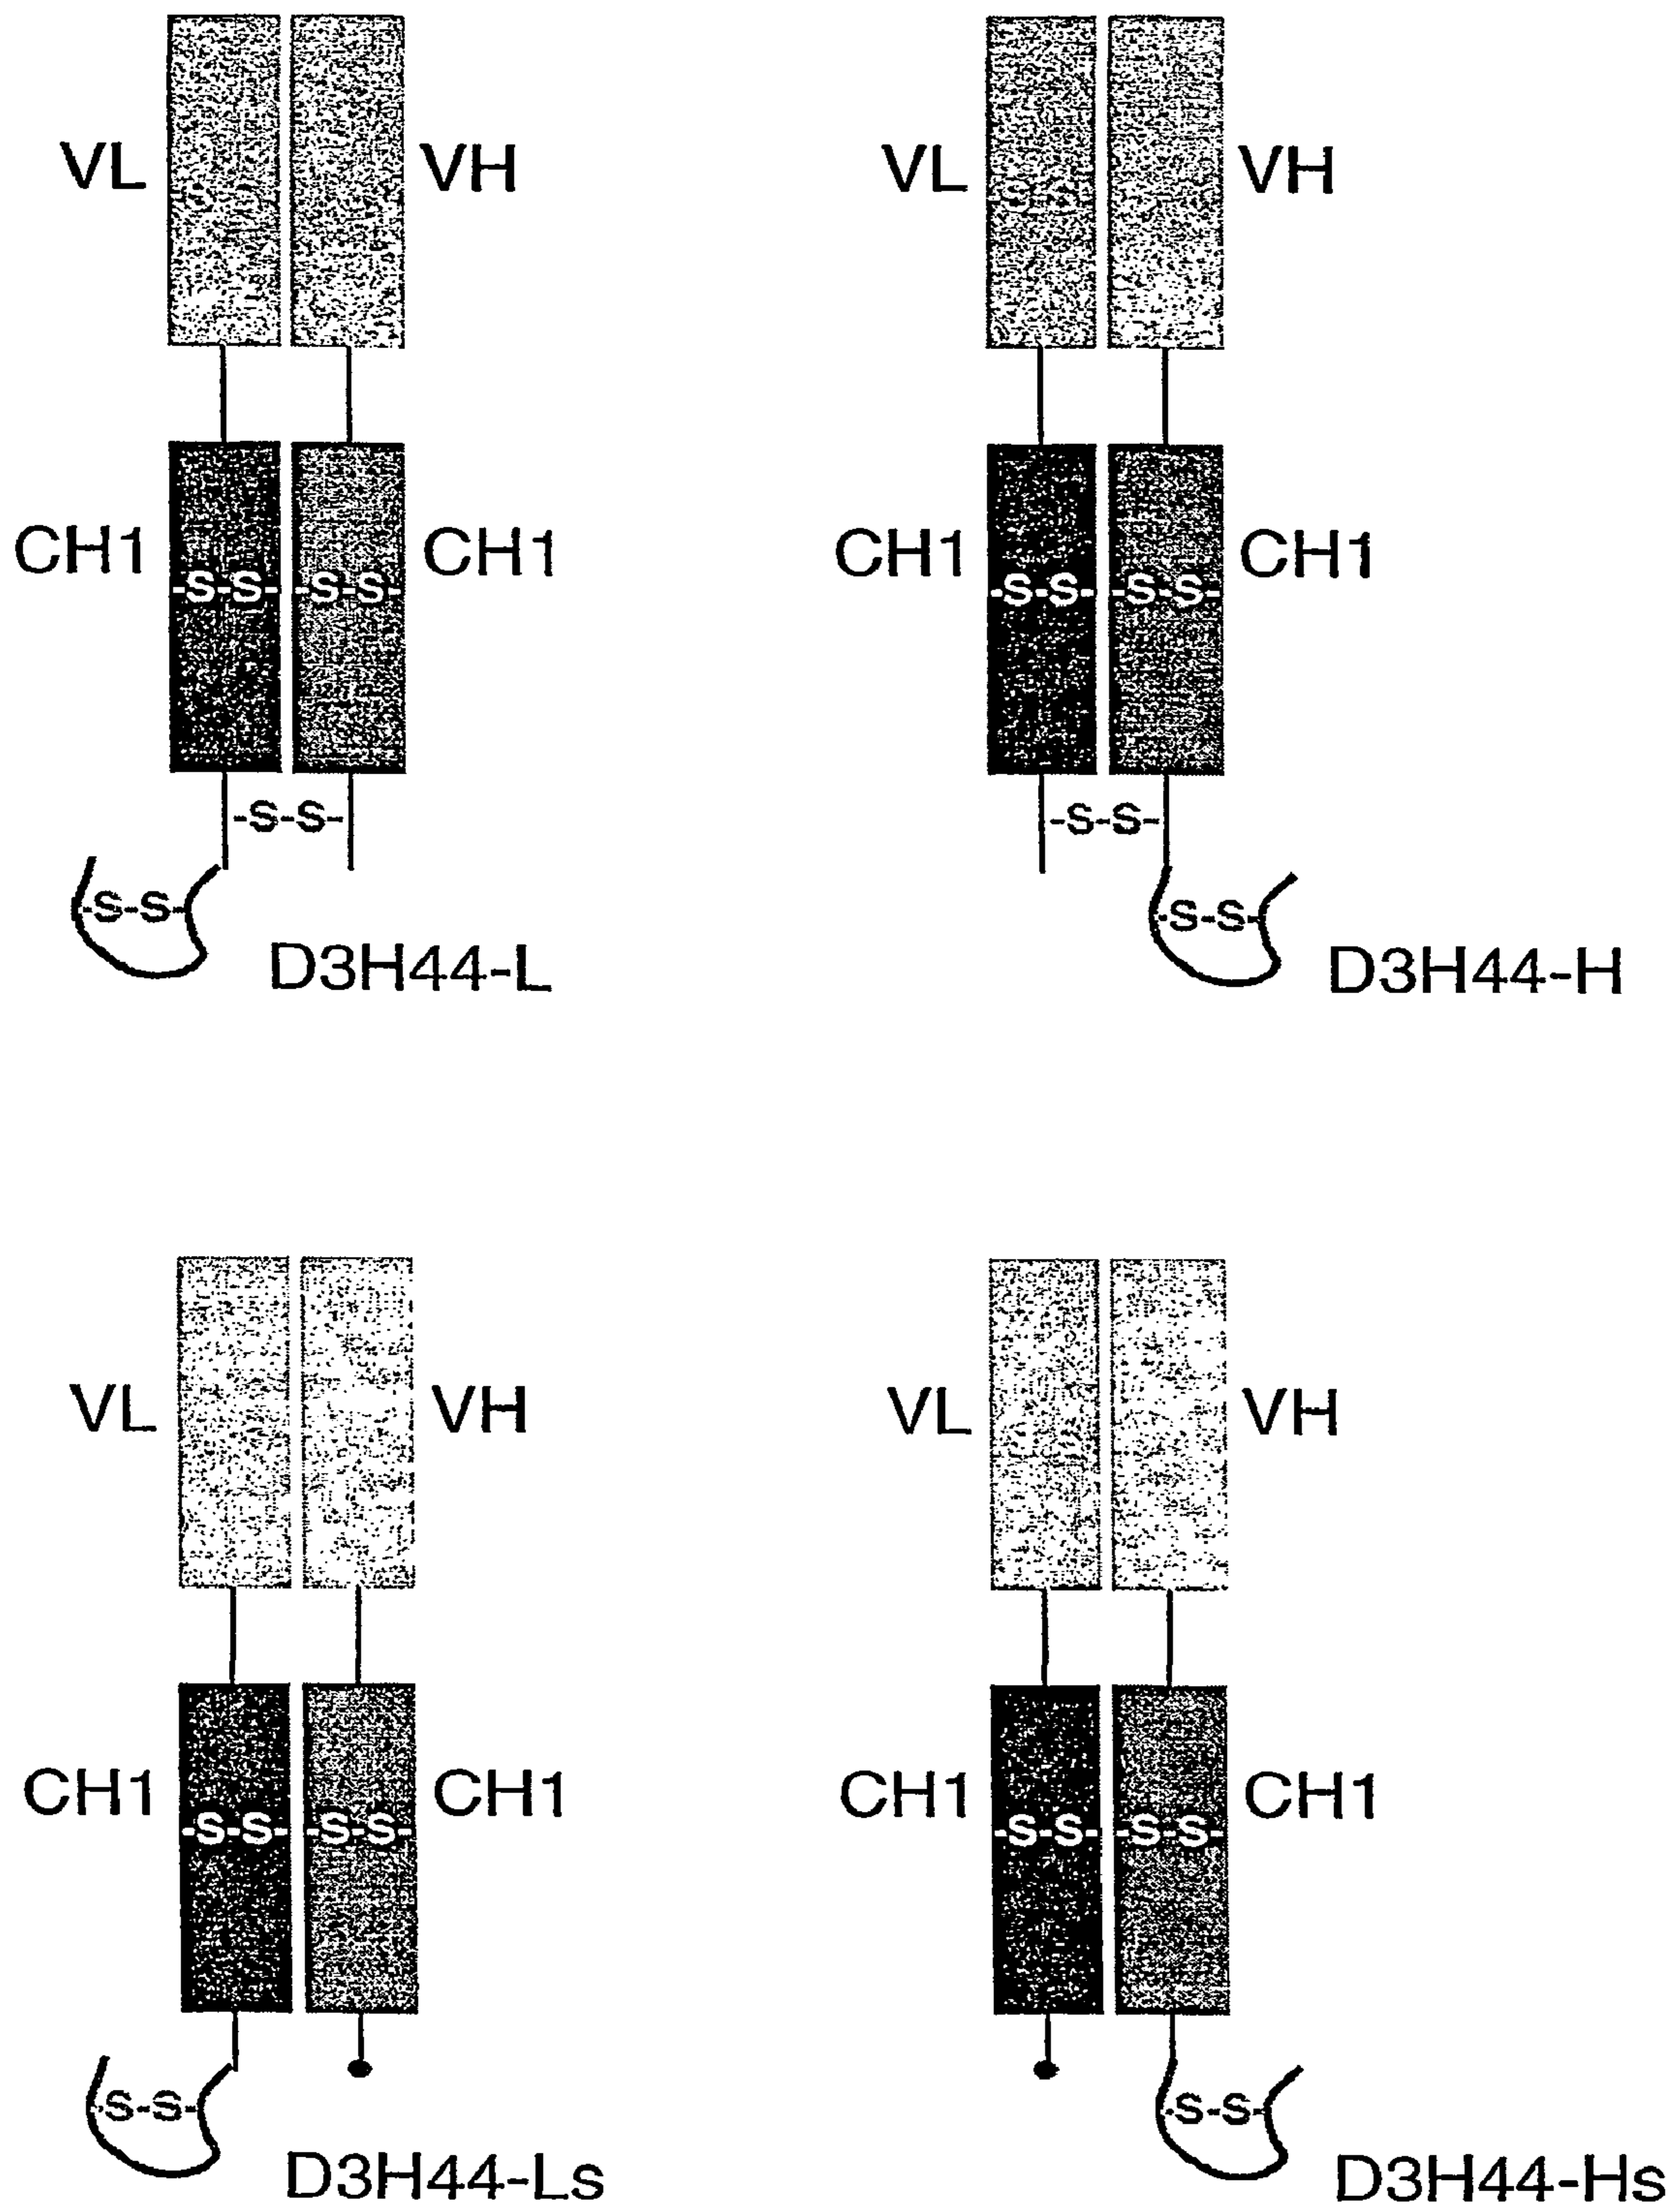 VL VH VL VH
S S S
CH1 CH1 CH1 CH1
-S-S- -S-S- -S-S- -S-S-
-S-S- -S-S-
-S-S- -S-S-
D3H44-L D3H44-H
VL VH VL VH
CH1 CH1 CH1 CH1
-S-S- -S-S- -S-S- -S-S-
-S-S- -S-S-
D3H44-Ls D3H44-Hs